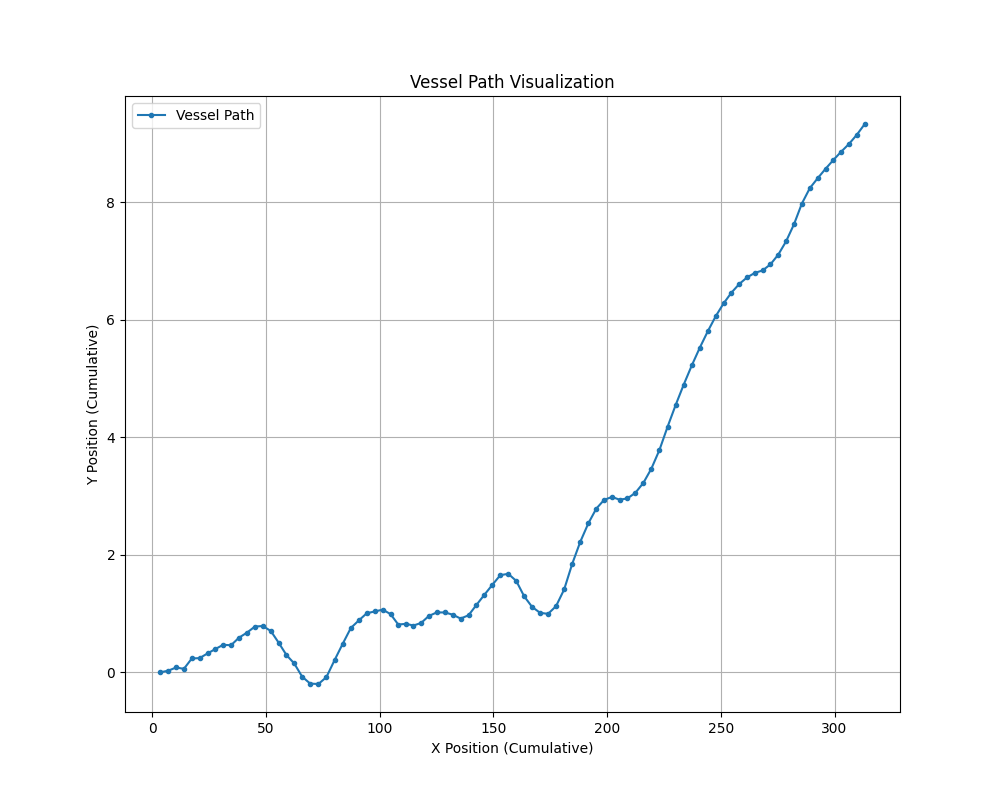 Vessel Path Visualization
Vessel Path
Y Position (Cumulative)
8
6
4
2
0
0 50 100 150 200 250 300
X Position (Cumulative)